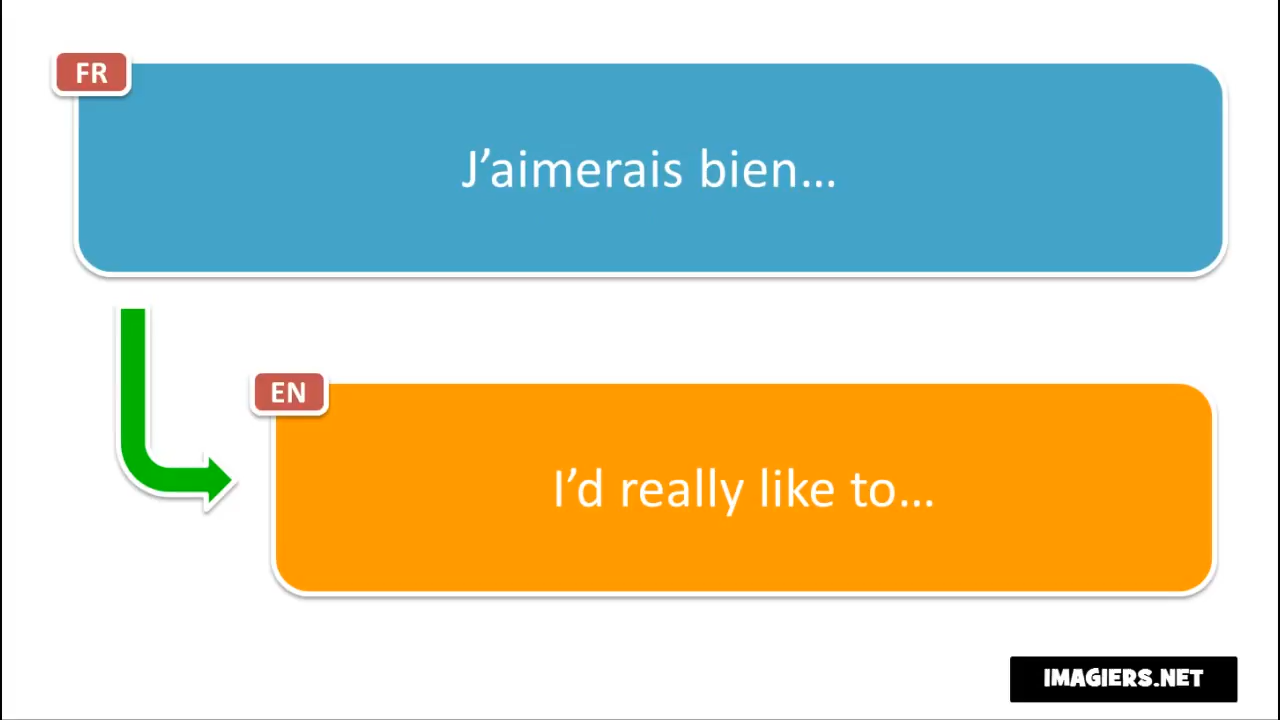 FR
J’aimerais bien…
EN
I’d really like to…
IMAGIERS.NET